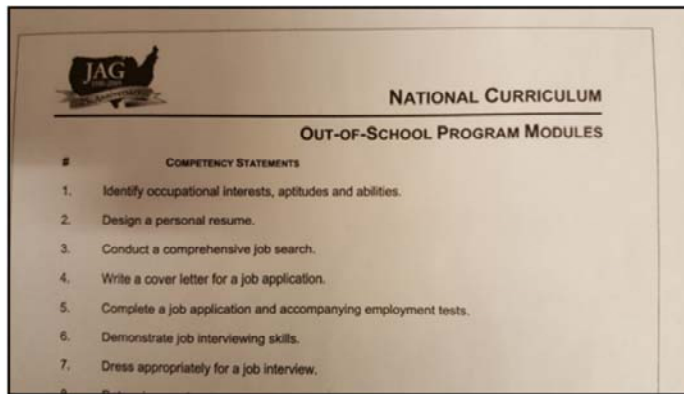 JAG
NATIONAL CURRICULUM
OUT-OF-SCHOOL PROGRAM MODULES
# COMPETENCY STATEMENTS
1. Identify occupational interests, aptitudes and abilities.
2. Design a personal resume.
3. Conduct a comprehensive job search.
4. Write a cover letter for a job application.
5. Complete a job application and accompanying employment tests.
6. Demonstrate job interviewing skills.
7. Dress appropriately for a job interview.